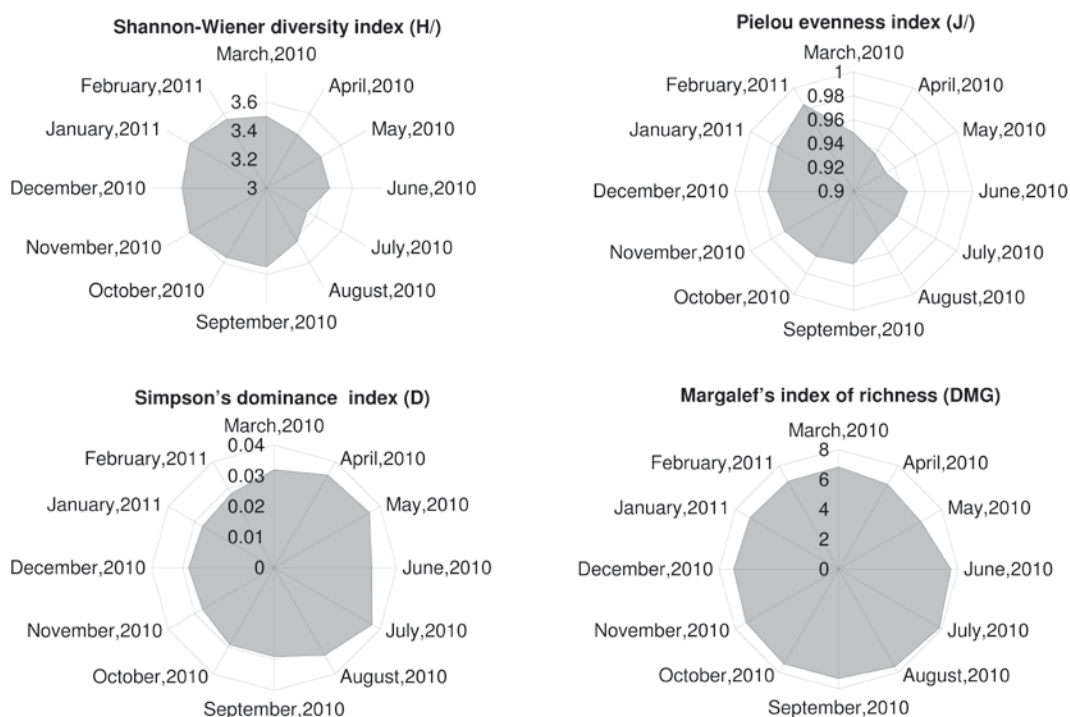 Shannon-Wiener diversity index (H/)
March,2010
April,2010
May,2010
June,2010
July,2010
August,2010
September,2010
October,2010
November,2010
December,2010
January,2011
February,2011
3.6
3.4
3.2
3
Pielou evenness index (J/)
March,2010
April,2010
May,2010
June,2010
July,2010
August,2010
September,2010
October,2010
November,2010
December,2010
January,2011
February,2011
1
0.98
0.96
0.94
0.92
0.9
Simpson's dominance index (D)
March,2010
April,2010
May,2010
June,2010
July,2010
August,2010
September,2010
October,2010
November,2010
December,2010
January,2011
February,2011
0.04
0.03
0.02
0.01
0
Margalef's index of richness (DMG)
March,2010
April,2010
May,2010
June,2010
July,2010
August,2010
September,2010
October,2010
November,2010
December,2010
January,2011
February,2011
8
6
4
2
0